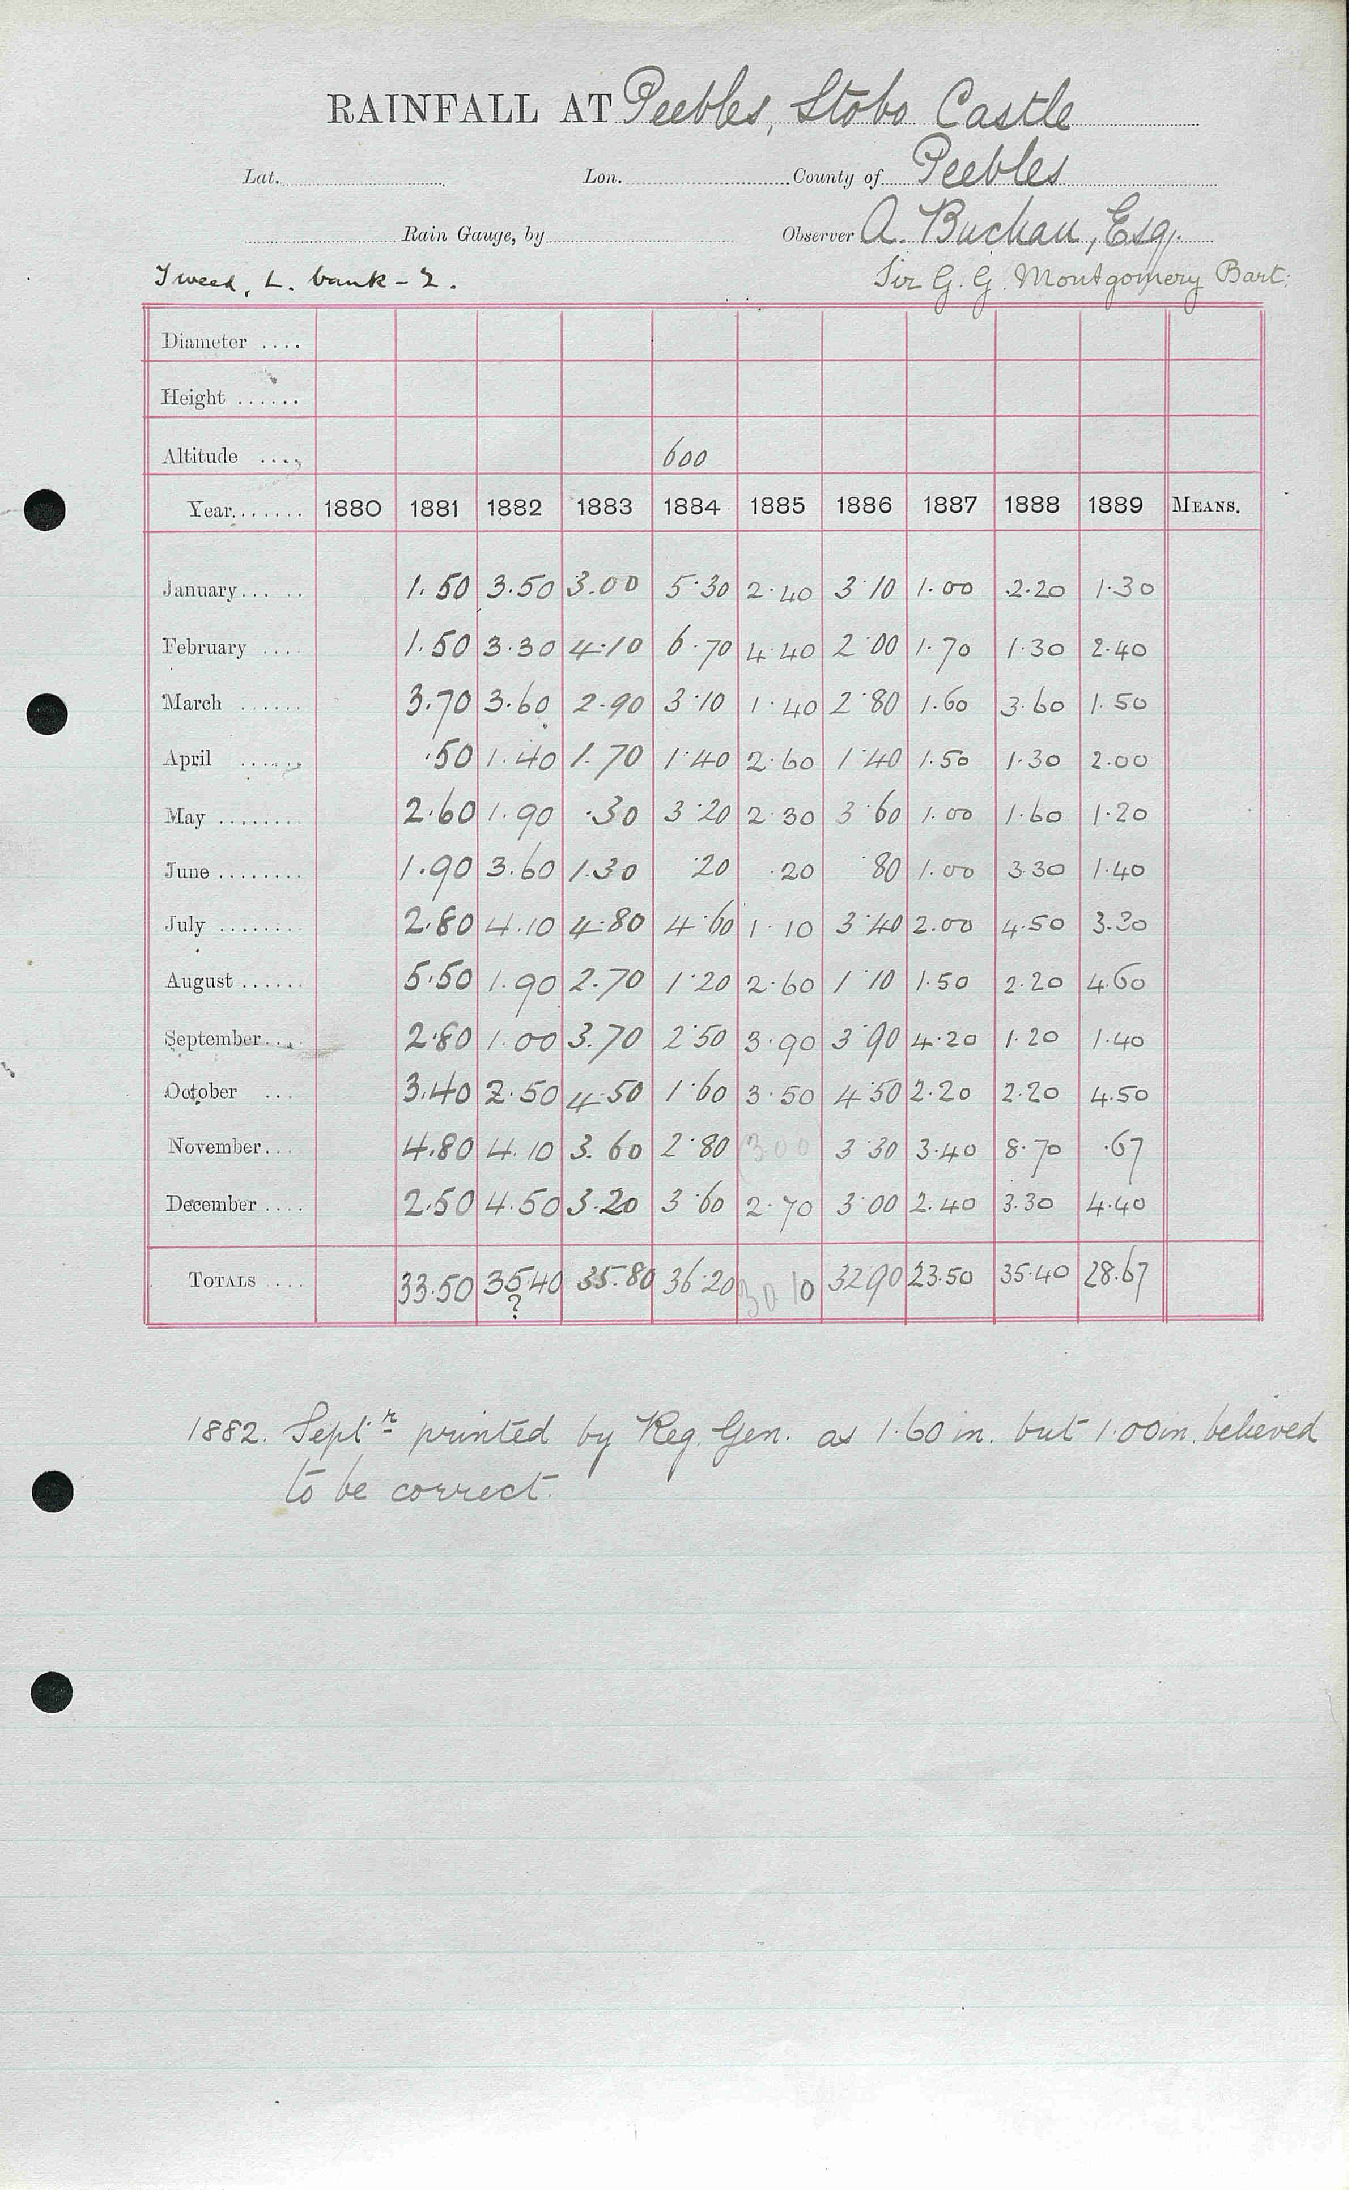 RAINFALL AT Peebles, Stobo Castle
Lat. Lon. County of Peebles
Rain Gauge, by Observer A. Buchan, Esq.
Tweed, L. bank - 2. Sir G. G. Montgomery Bart.
Diameter ....
Height ......
Altitude .... 600
Year....... 1880 1881 1882 1883 1884 1885 1886 1887 1888 1889 MEANS.
January... .. 1.50 3.50 3.00 5.30 2.40 3.10 1.00 2.20 1.30
February .... 1.50 3.30 4.10 6.70 4.40 2.00 1.70 1.30 2.40
March ...... 3.70 3.60 2.90 3.10 1.40 2.80 1.60 3.60 1.50
April ...... .50 1.40 1.70 1.40 2.60 1.40 1.50 1.30 2.00
May ........ 2.60 1.90 .30 3.20 2.30 3.60 1.00 1.60 1.20
June ........ 1.90 3.60 1.30 .20 .20 .80 1.00 3.30 1.40
July ........ 2.80 4.10 4.80 4.60 1.10 3.40 2.00 4.50 3.30
August ...... 5.50 1.90 2.70 1.20 2.60 1.10 1.50 2.20 4.60
September.... 2.80 1.00 3.70 2.50 3.90 3.90 4.20 1.20 1.40
October ... 3.40 2.50 4.50 1.60 3.50 4.50 2.20 2.20 4.50
November... 4.80 4.10 3.60 2.80 (3 00) 3.30 3.40 8.70 .67
December .... 2.50 4.50 3.20 3.60 2.70 3.00 2.40 3.30 4.40
TOTALS .... 33.50 35.40 35.80 36.20 30 10 32.90 23.50 35.40 28.67
?
1882. Septr printed by Reg. Gen. as 1.60 in. but 1.00 in. believed
to be correct.